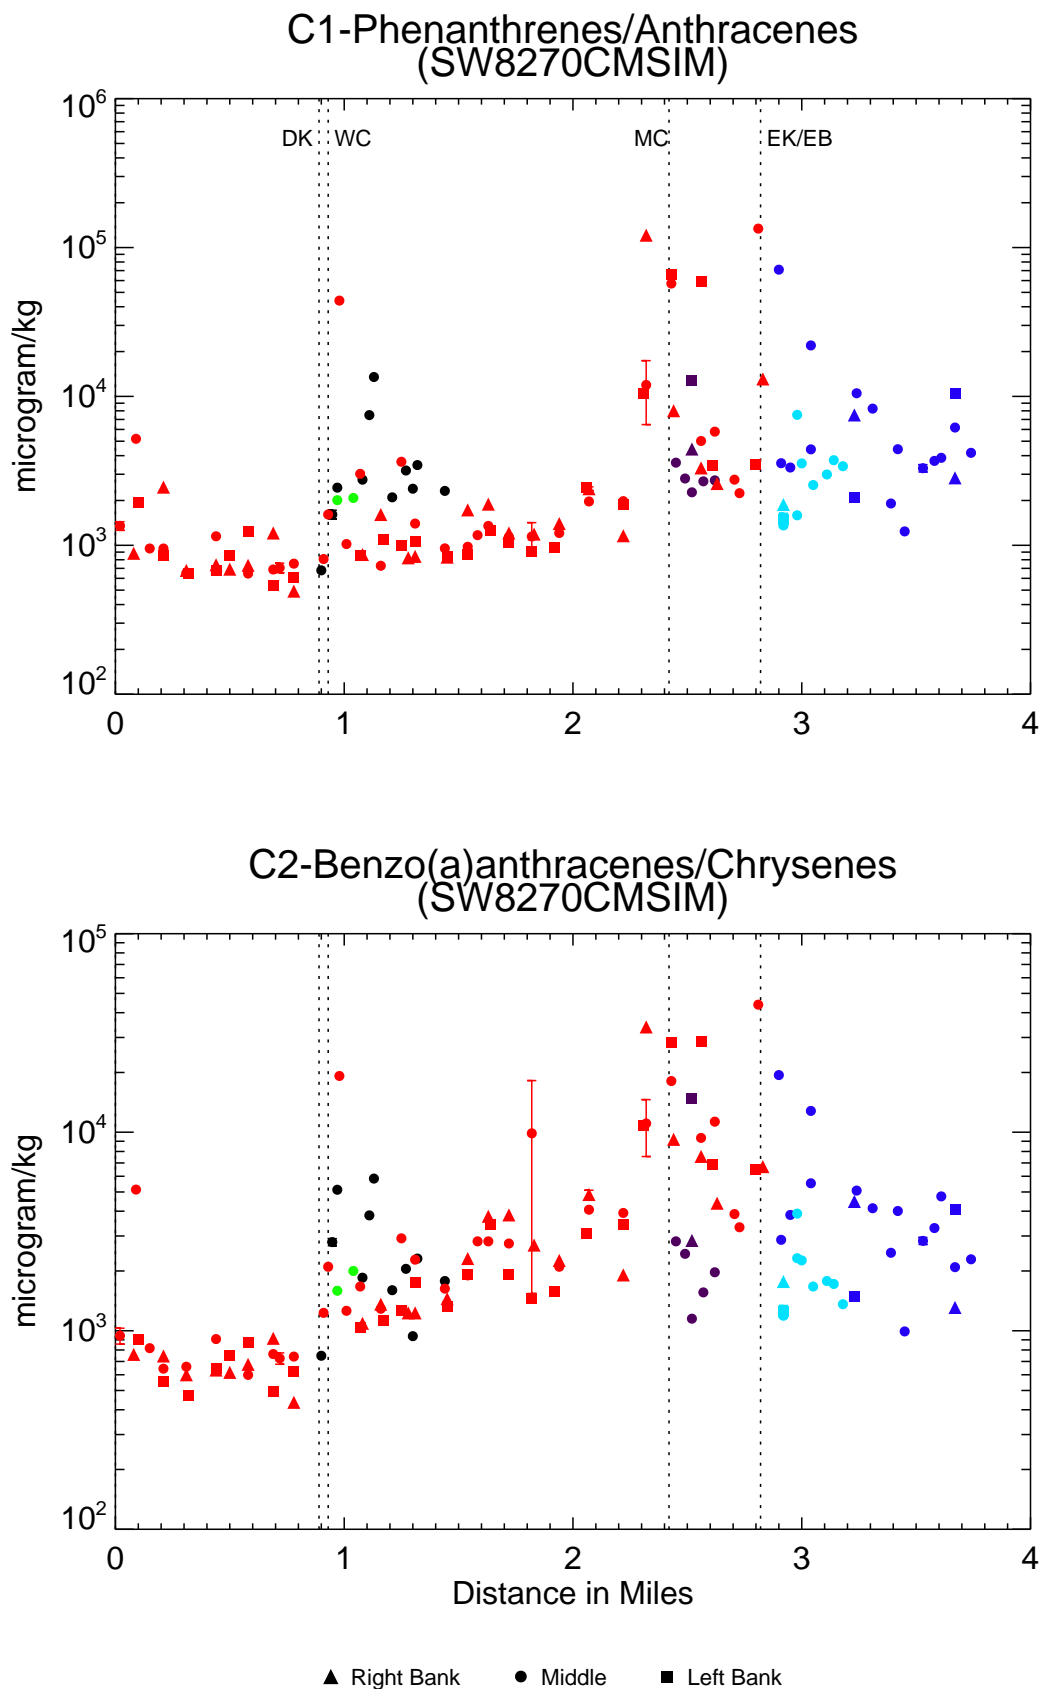 C1-Phenanthrenes/Anthracenes
(SW8270CMSIM)
10^6
DK WC MC EK/EB
10^5
10^4
10^3
10^2
microgram/kg
0 1 2 3 4
C2-Benzo(a)anthracenes/Chrysenes
(SW8270CMSIM)
10^5
10^4
10^3
10^2
microgram/kg
0 1 2 3 4
Distance in Miles
Right Bank Middle Left Bank